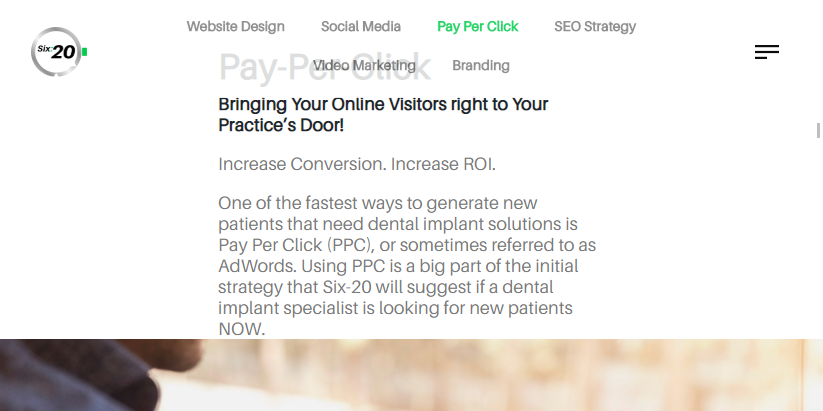 Website Design Social Media Pay Per Click SEO Strategy
Six:20
Video Marketing Branding
Pay-Per Click
Bringing Your Online Visitors right to Your
Practice’s Door!
Increase Conversion. Increase ROI.
One of the fastest ways to generate new
patients that need dental implant solutions is
Pay Per Click (PPC), or sometimes referred to as
AdWords. Using PPC is a big part of the initial
strategy that Six-20 will suggest if a dental
implant specialist is looking for new patients
NOW.